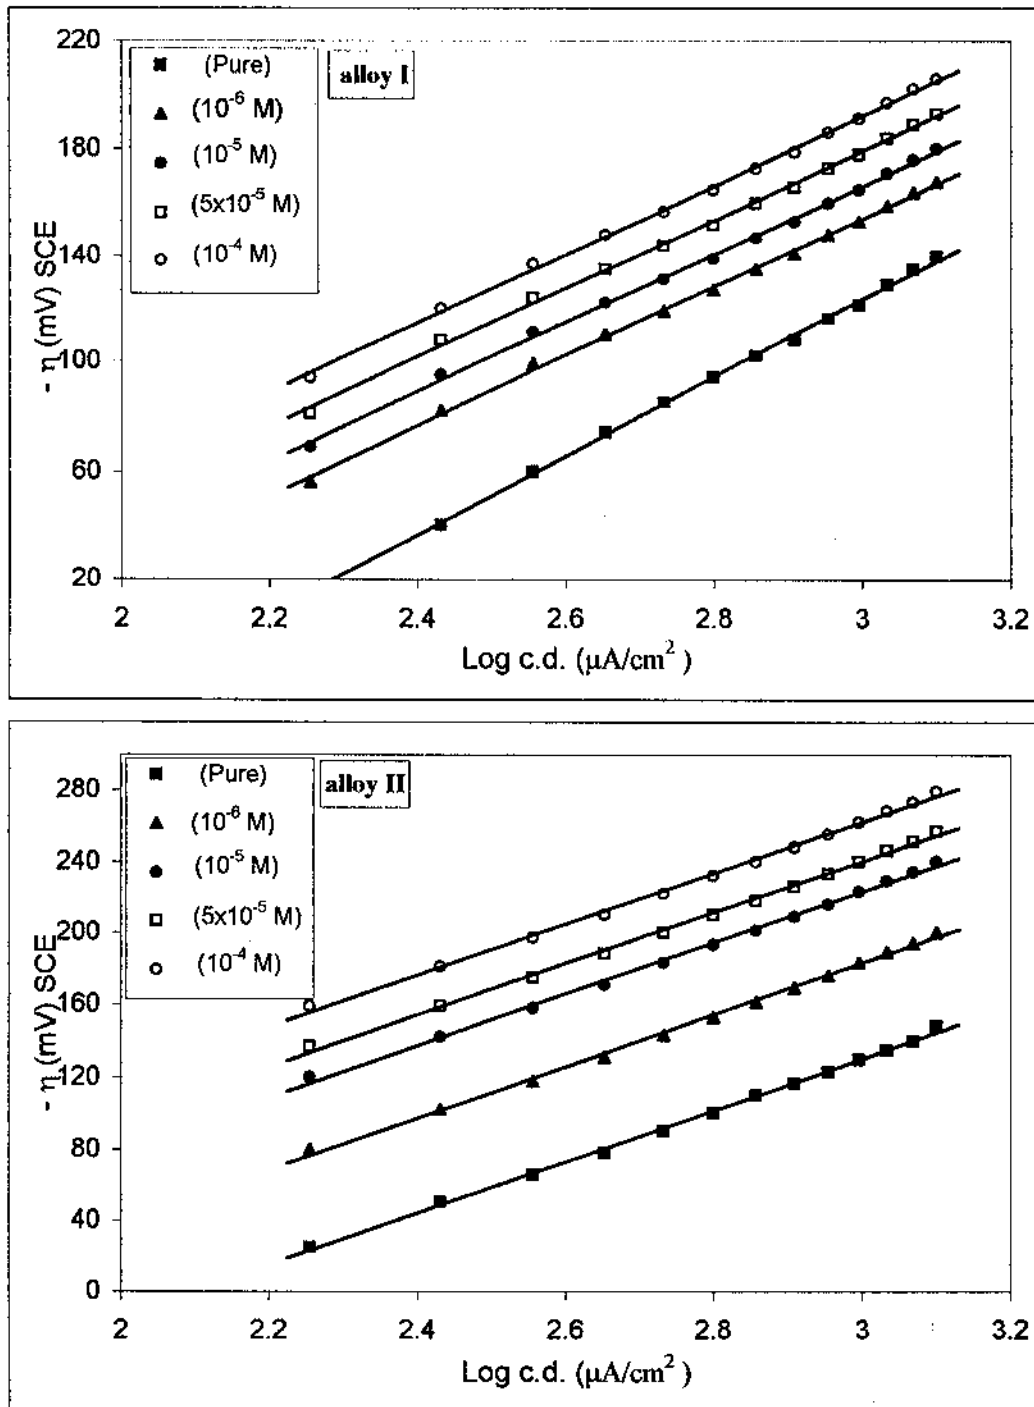 220
180
140
100
60
20
- η (mV) SCE
(Pure)
(10⁻⁶ M)
(10⁻⁵ M)
(5x10⁻⁵ M)
(10⁻⁴ M)
alloy I
2 2.2 2.4 2.6 2.8 3 3.2
Log c.d. (μA/cm² )
280
240
200
160
120
80
40
0
- η (mV) SCE
(Pure)
(10⁻⁶ M)
(10⁻⁵ M)
(5x10⁻⁵ M)
(10⁻⁴ M)
alloy II
2 2.2 2.4 2.6 2.8 3 3.2
Log c.d. (μA/cm² )